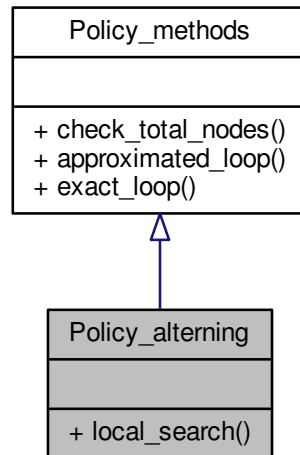 Policy_methods
+ check_total_nodes()
+ approximated_loop()
+ exact_loop()
Policy_alterning
+ local_search()